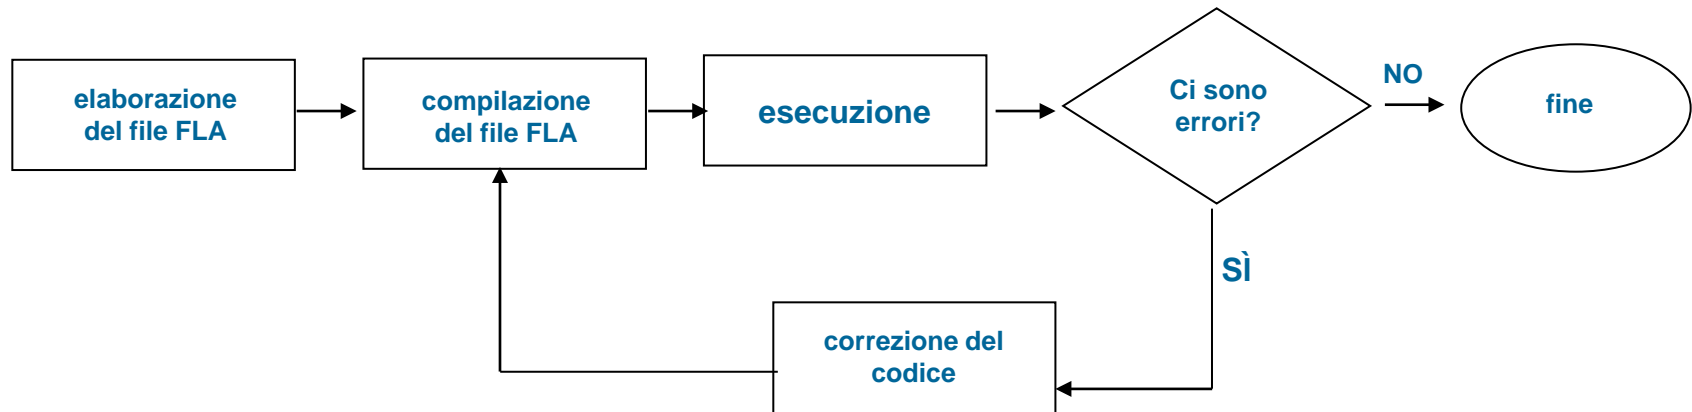 elaborazione
del file FLA
compilazione
del file FLA
esecuzione
Ci sono
errori?
NO
fine
SÌ
correzione del
codice